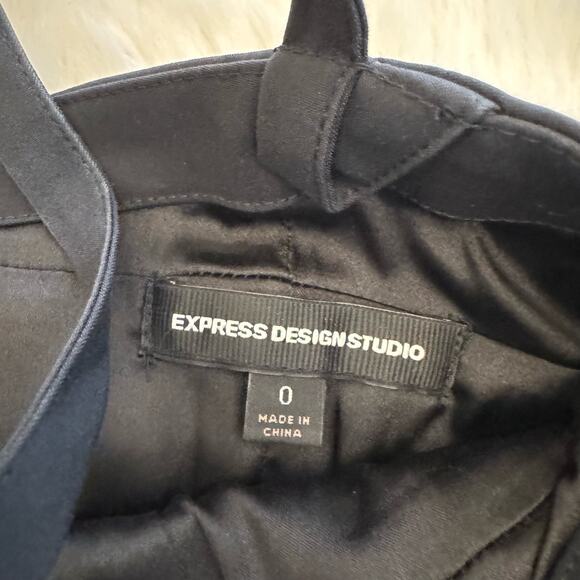 EXPRESS DESIGN STUDIO
0
MADE IN
CHINA